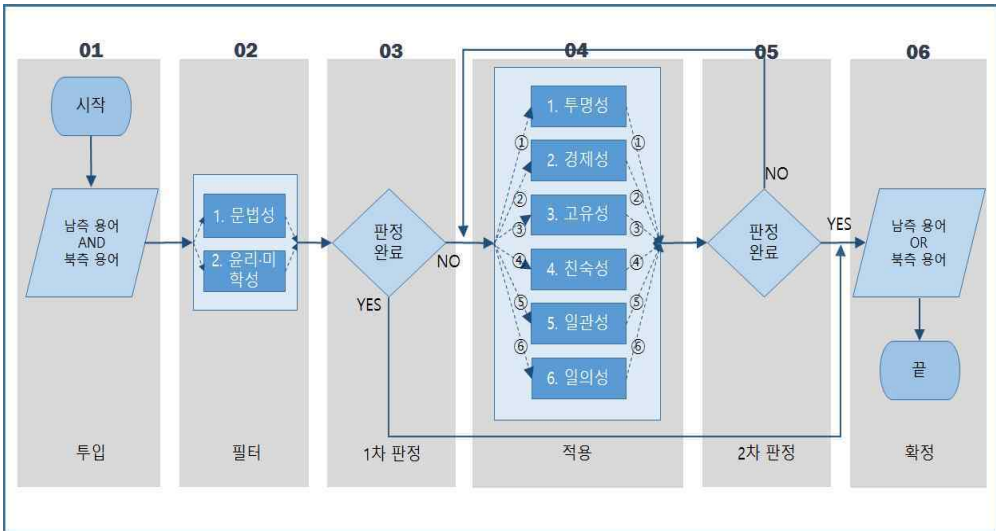 01
02
03
04
05
06
시작
남측 용어
AND
북측 용어
1. 문법성
2. 윤리·미
학성
판정
완료
NO
YES
1. 투명성
2. 경제성
3. 고유성
4. 친숙성
5. 일관성
6. 일의성
①
②
③
④
⑤
⑥
①
②
③
④
⑤
⑥
판정
완료
NO
YES
남측 용어
OR
북측 용어
끝
투입
필터
1차 판정
적용
2차 판정
확정